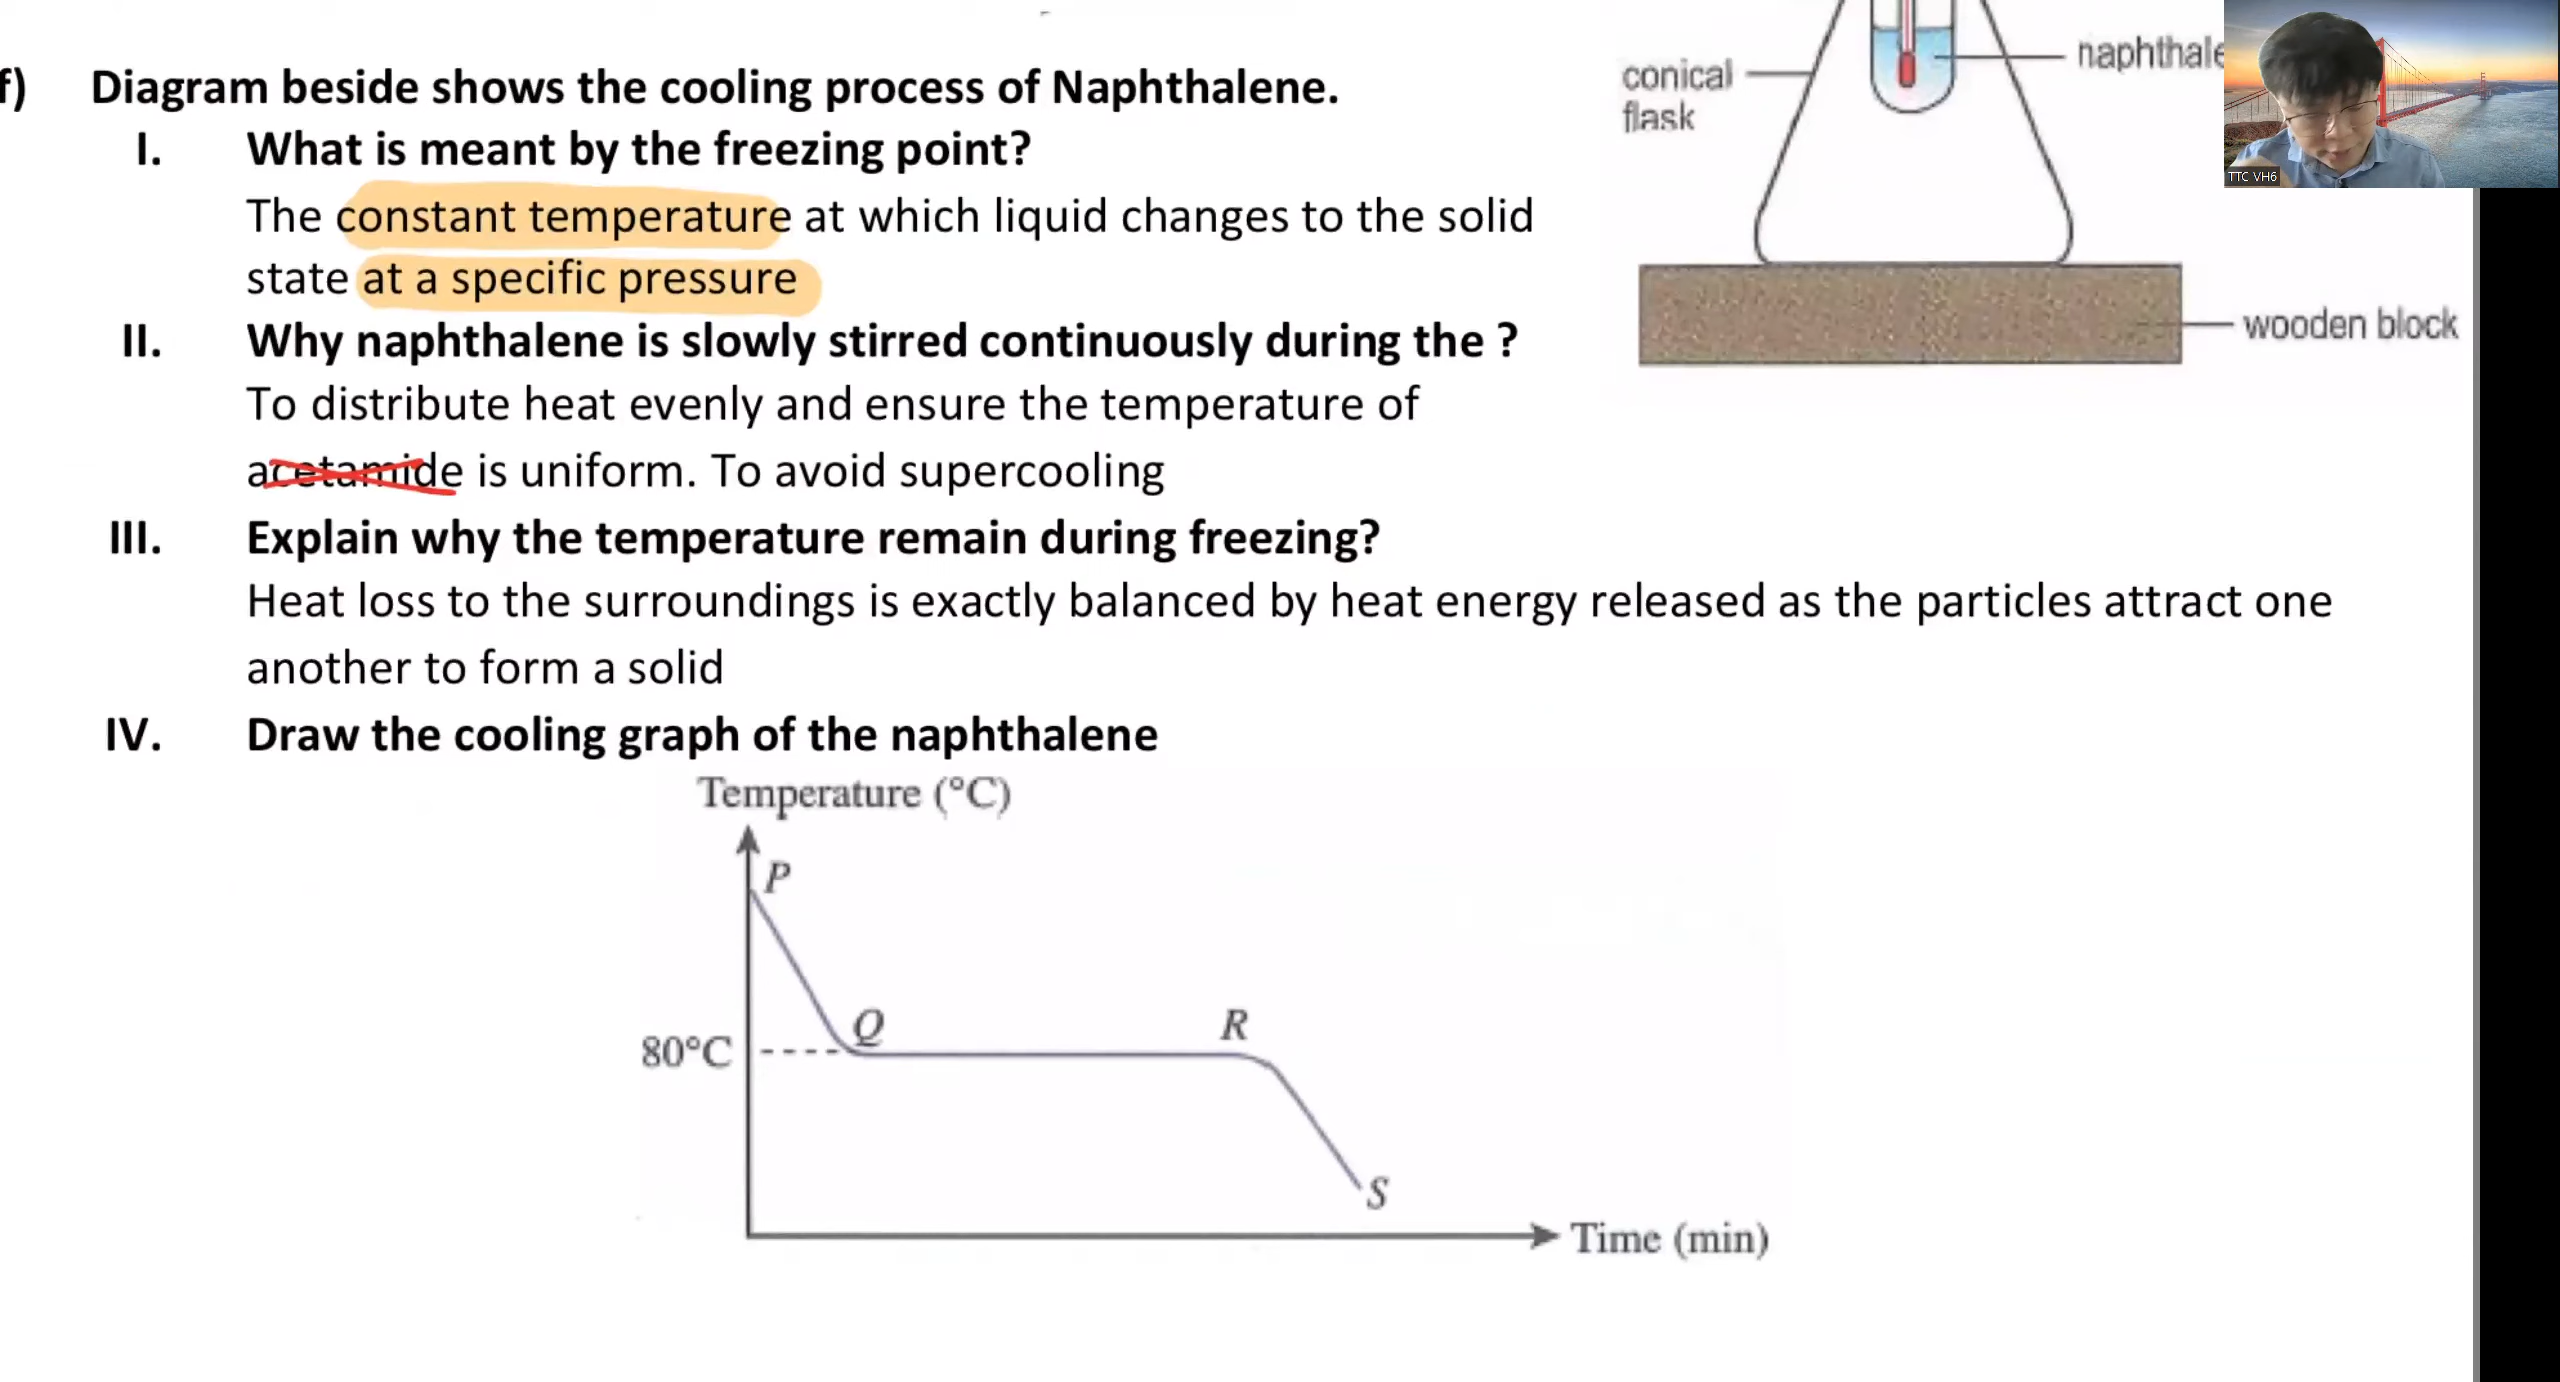 f) Diagram beside shows the cooling process of Naphthalene.
I. What is meant by the freezing point?
The constant temperature at which liquid changes to the solid
state at a specific pressure
II. Why naphthalene is slowly stirred continuously during the ?
To distribute heat evenly and ensure the temperature of
acetamide is uniform. To avoid supercooling
III. Explain why the temperature remain during freezing?
Heat loss to the surroundings is exactly balanced by heat energy released as the particles attract one
another to form a solid
IV. Draw the cooling graph of the naphthalene
conical
flask
naphthale
wooden block
TTC VH6
Temperature (°C)
P
Q
R
80°C
S
Time (min)